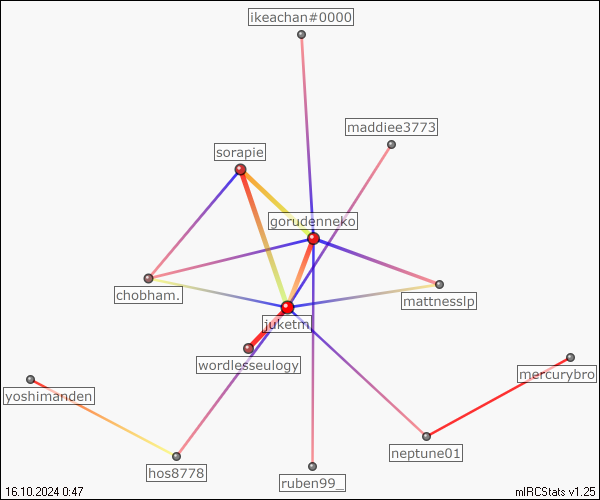 ikeachan#0000
maddiee3773
sorapie
gorudenneko
chobham.
mattnesslp
juketm
wordlesseulogy
mercurybro
yoshimanden
neptune01
hos8778
ruben99_
16.10.2024 0:47
mIRCStats v1.25